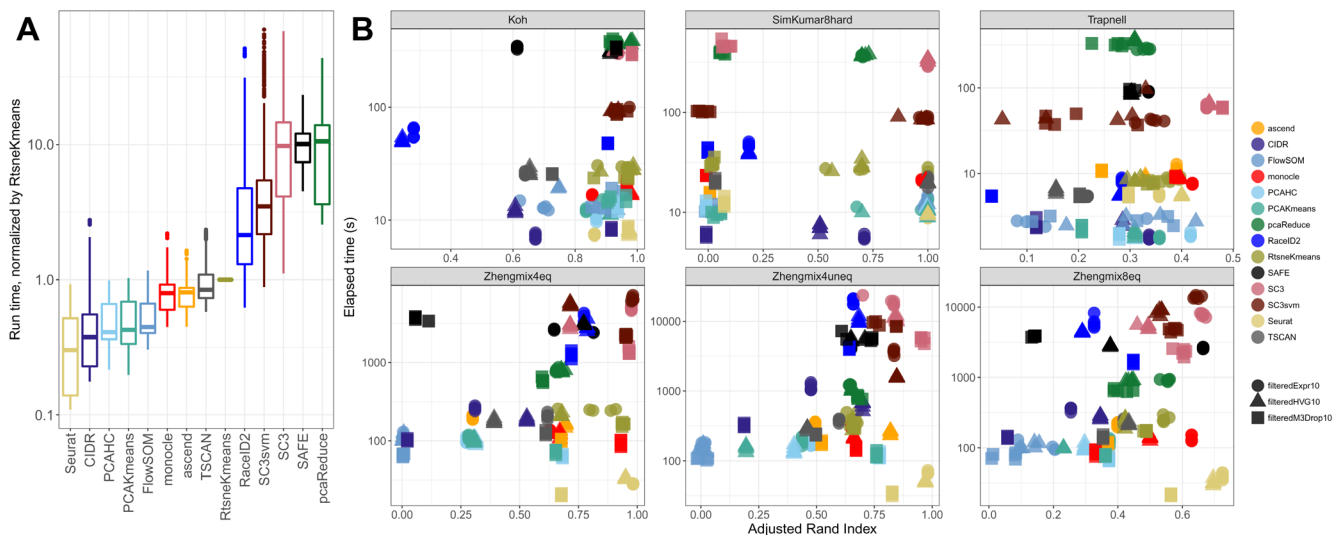 A
Run time, normalized by RtsneKmeans
10.0
1.0
0.1
Seurat
CIDR
PCAHC
PCAKmeans
FlowSOM
monocle
ascend
TSCAN
RtsneKmeans
RaceID2
SC3svm
SC3
SAFE
pcaReduce
B
Elapsed time (s)
Koh
100
10
0.4
0.6
0.8
1.0
SimKumar8hard
100
10
0.00
0.25
0.50
0.75
1.00
Trapnell
1000
100
10
0.1
0.2
0.3
0.4
0.5
Zhengmix4eq
1000
100
0.00
0.25
0.50
0.75
1.00
Zhengmix4uneq
10000
1000
100
0.00
0.25
0.50
0.75
1.00
Zhengmix8eq
10000
1000
100
0.0
0.2
0.4
0.6
Adjusted Rand Index
ascend
CIDR
FlowSOM
monocle
PCAHC
PCAKmeans
pcaReduce
RaceID2
RtsneKmeans
SAFE
SC3
SC3svm
Seurat
TSCAN
filteredExpr10
filteredHVG10
filteredM3Drop10